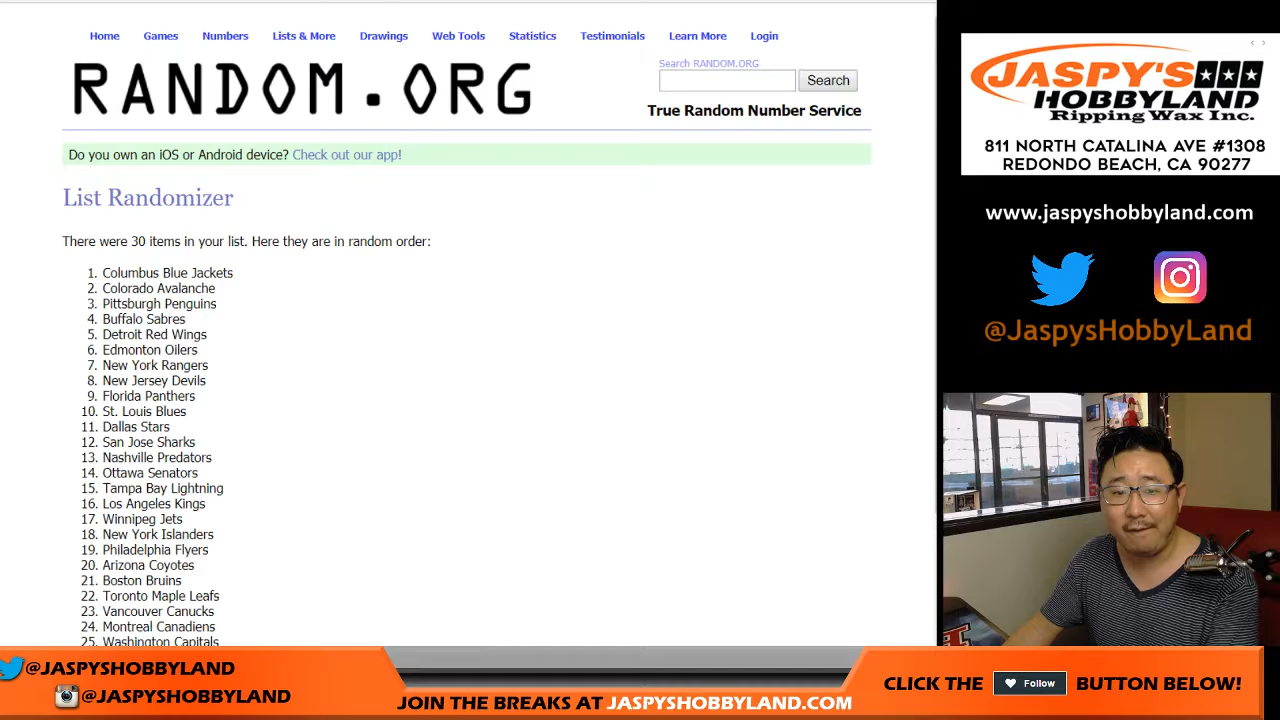 Home Games Numbers Lists & More Drawings Web Tools Statistics Testimonials Learn More Login
RANDOM.ORG
Search RANDOM.ORG
Search
True Random Number Service
Do you own an iOS or Android device? Check out our app!
List Randomizer
There were 30 items in your list. Here they are in random order:
1. Columbus Blue Jackets
2. Colorado Avalanche
3. Pittsburgh Penguins
4. Buffalo Sabres
5. Detroit Red Wings
6. Edmonton Oilers
7. New York Rangers
8. New Jersey Devils
9. Florida Panthers
10. St. Louis Blues
11. Dallas Stars
12. San Jose Sharks
13. Nashville Predators
14. Ottawa Senators
15. Tampa Bay Lightning
16. Los Angeles Kings
17. Winnipeg Jets
18. New York Islanders
19. Philadelphia Flyers
20. Arizona Coyotes
21. Boston Bruins
22. Toronto Maple Leafs
23. Vancouver Canucks
24. Montreal Canadiens
25. Washington Capitals
JASPY'S
HOBBYLAND
Ripping Wax Inc.
811 NORTH CATALINA AVE #1308
REDONDO BEACH, CA 90277
www.jaspyshobbyland.com
@JaspysHobbyLand
@JASPYSHOBBYLAND
@JASPYSHOBBYLAND
JOIN THE BREAKS AT JASPYSHOBBYLAND.COM
CLICK THE Follow BUTTON BELOW!